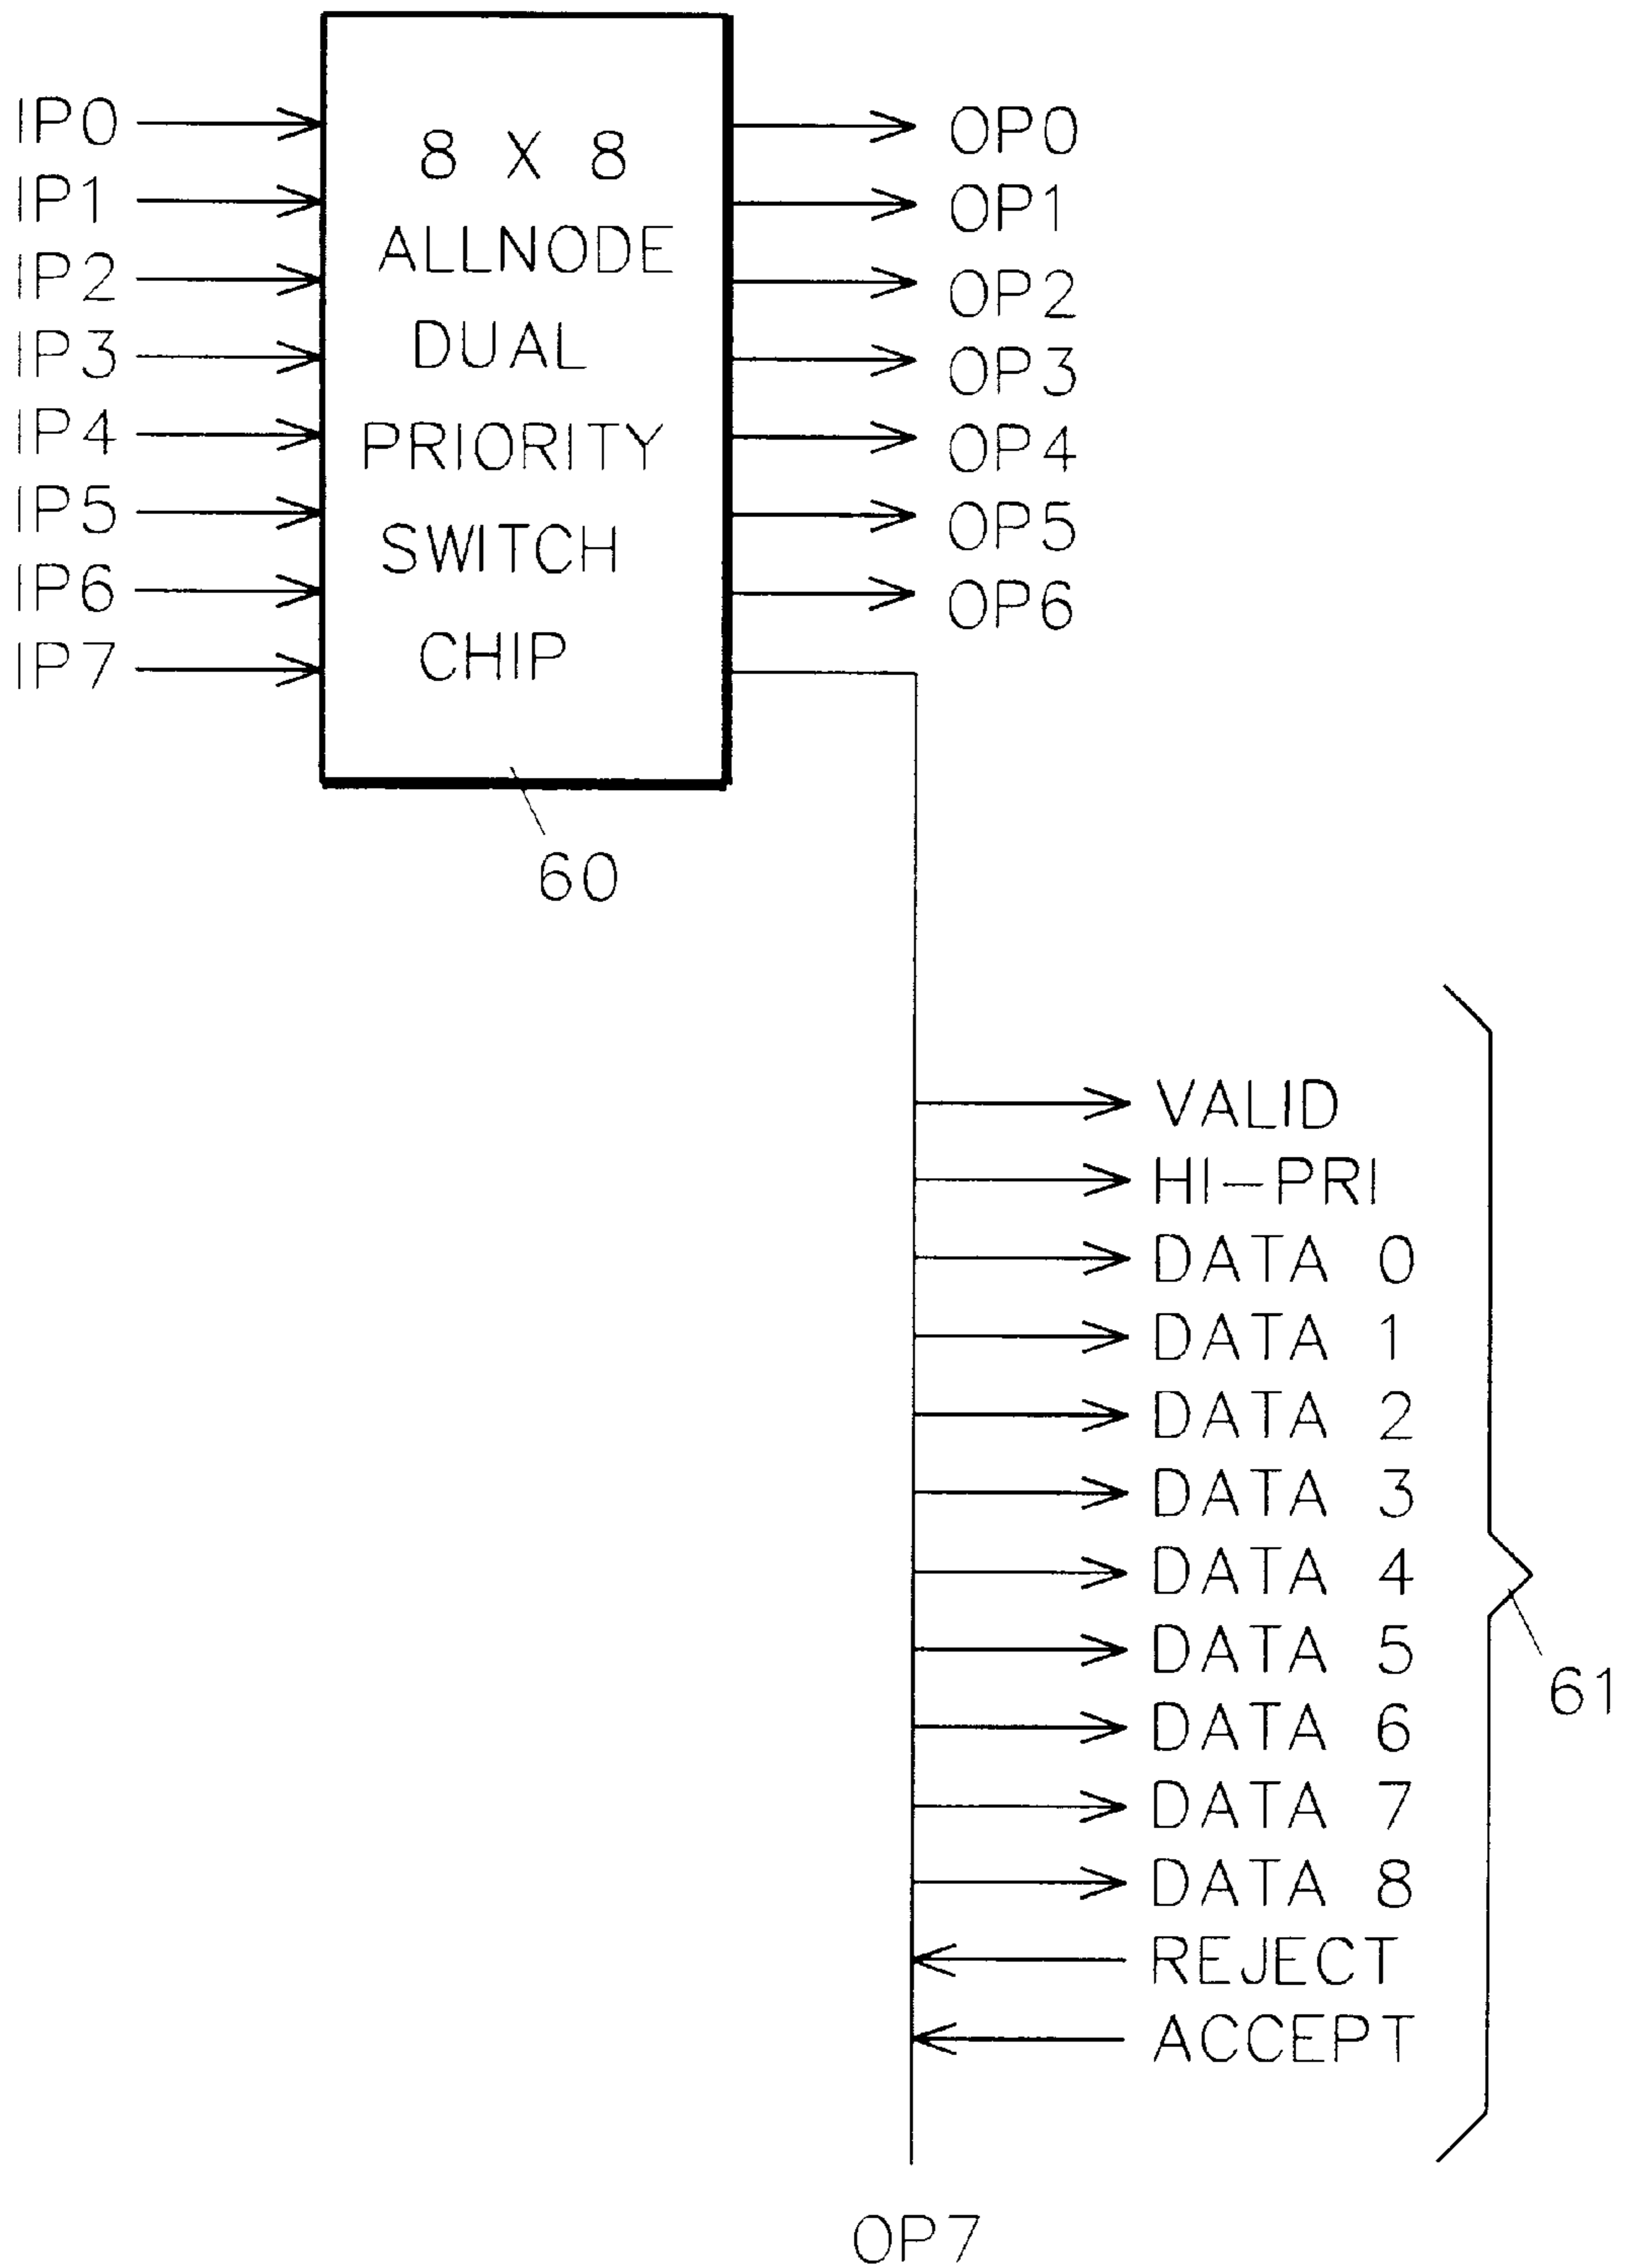 IP0
IP1
IP2
IP3
IP4
IP5
IP6
IP7
8 X 8
ALLNODE
DUAL
PRIORITY
SWITCH
CHIP
OP0
OP1
OP2
OP3
OP4
OP5
OP6
60
VALID
HI-PRI
DATA 0
DATA 1
DATA 2
DATA 3
DATA 4
DATA 5
DATA 6
DATA 7
DATA 8
REJECT
ACCEPT
61
OP7